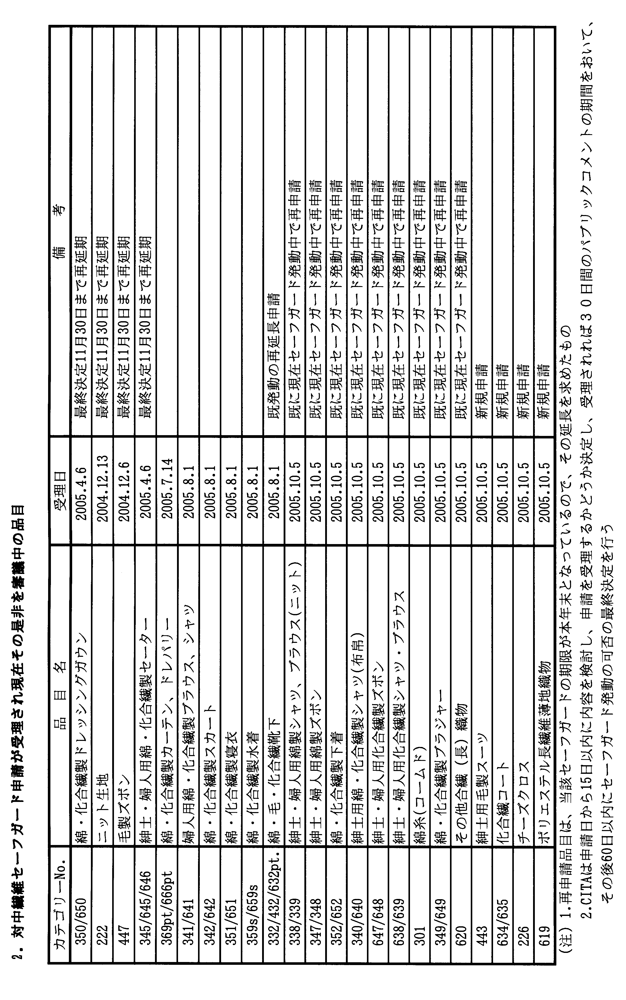 2. 対中繊維セーフガード申請が受理され現在その是非を審議中の品目
カテゴリーNo. 品目名 受理日 備考
350/650 綿・化合繊製ドレッシングガウン 2005.4.6 最終決定11月30日まで再延期
222 ニット生地 2004.12.13 最終決定11月30日まで再延期
447 毛製ズボン 2004.12.6 最終決定11月30日まで再延期
345/645/646 紳士・婦人用綿・化合繊製セーター 2005.4.6 最終決定11月30日まで再延期
369pt/666pt 綿・化合繊製カーテン、ドレパリー 2005.7.14
341/641 婦人用綿・化合繊製ブラウス、シャツ 2005.8.1
342/642 綿・化合繊製スカート 2005.8.1
351/651 綿・化合繊製寝衣 2005.8.1
359s/659s 綿・化合繊製水着 2005.8.1
332/432/632pt. 綿・毛・化合繊靴下 2005.8.1 既発動の再延長申請
338/339 紳士・婦人用綿製シャツ、ブラウス(ニット) 2005.10.5 既に現在セーフガード発動中で再申請
347/348 紳士・婦人用綿製ズボン 2005.10.5 既に現在セーフガード発動中で再申請
352/652 綿・化合繊製下着 2005.10.5 既に現在セーフガード発動中で再申請
340/640 紳士用綿・化合繊製シャツ(布帛) 2005.10.5 既に現在セーフガード発動中で再申請
647/648 紳士・婦人用化合繊製ズボン 2005.10.5 既に現在セーフガード発動中で再申請
638/639 紳士・婦人用化合繊製シャツ・ブラウス 2005.10.5 既に現在セーフガード発動中で再申請
301 綿糸(コームド) 2005.10.5 既に現在セーフガード発動中で再申請
349/649 綿・化合繊製ブラジャー 2005.10.5 既に現在セーフガード発動中で再申請
620 その他合繊(長)織物 2005.10.5 既に現在セーフガード発動中で再申請
443 紳士用毛製スーツ 2005.10.5 新規申請
634/635 化合繊コート 2005.10.5 新規申請
226 チーズクロス 2005.10.5 新規申請
619 ポリエステル長繊維薄地織物 2005.10.5 新規申請
(注)1.再申請品目は、当該セーフガードの期限が本年末となっているので、その延長を求めたもの
2.CITAは申請日から15日以内に内容を検討し、申請を受理するかどうか決定し、受理されれば30日間のパブリックコメントの期間をおいて、
その後60日以内にセーフガード発動の可否の最終決定を行う